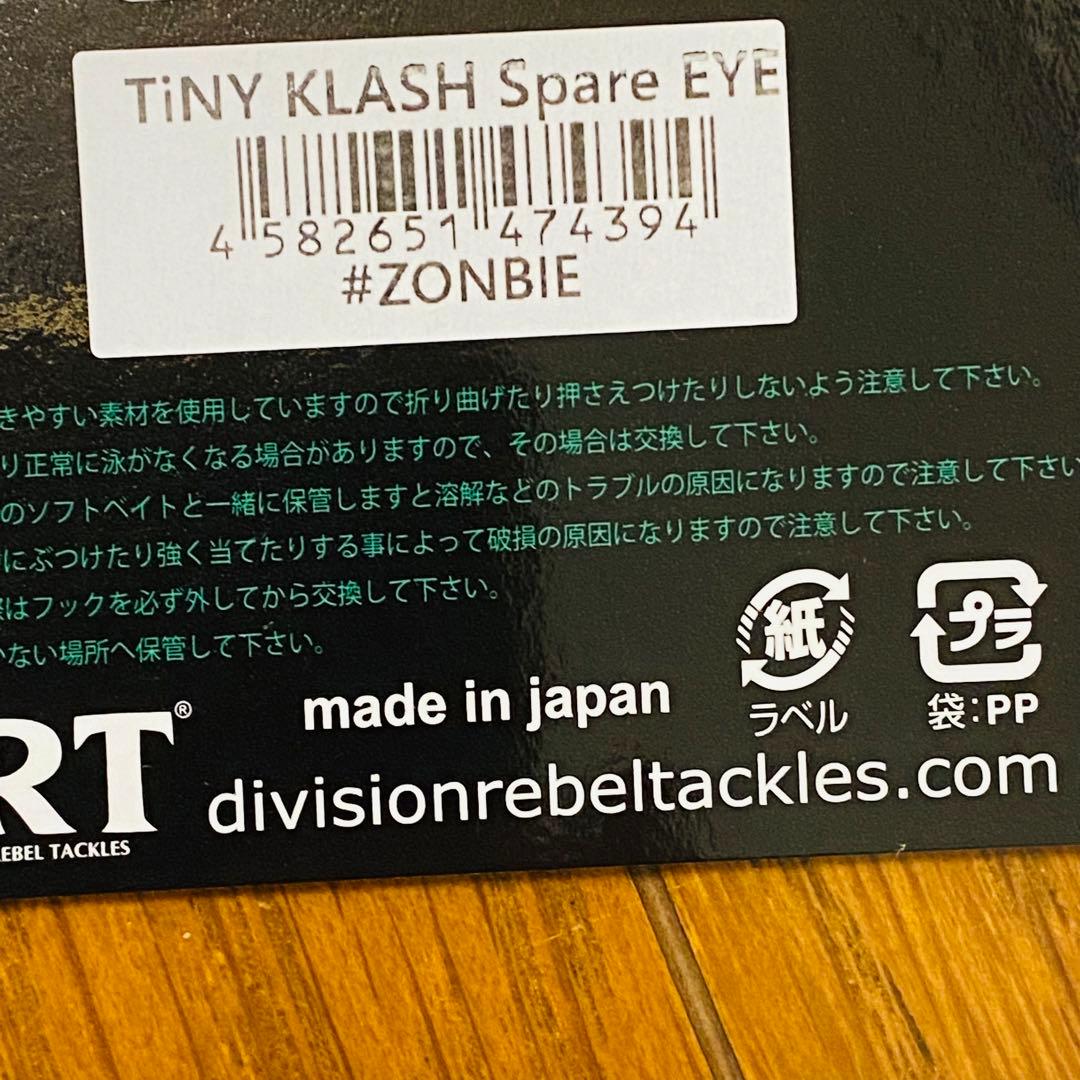 TiNY KLASH Spare EYE
4 582651 474394
#ZONBIE
きやすい素材を使用していますので折り曲げたり押さえつけたりしないよう注意して下さい。
り正常に泳がなくなる場合がありますので、その場合は交換して下さい。
のソフトベイトと一緒に保管しますと溶解などのトラブルの原因になりますので注意して下さい
にぶつけたり強く当てたりする事によって破損の原因になりますので注意して下さい。
はフックを必ず外してから交換して下さい。
ない場所へ保管して下さい。
紙
ラベル
プラ
袋:PP
made in japan
RT®
REBEL TACKLES
divisionrebeltackles.com